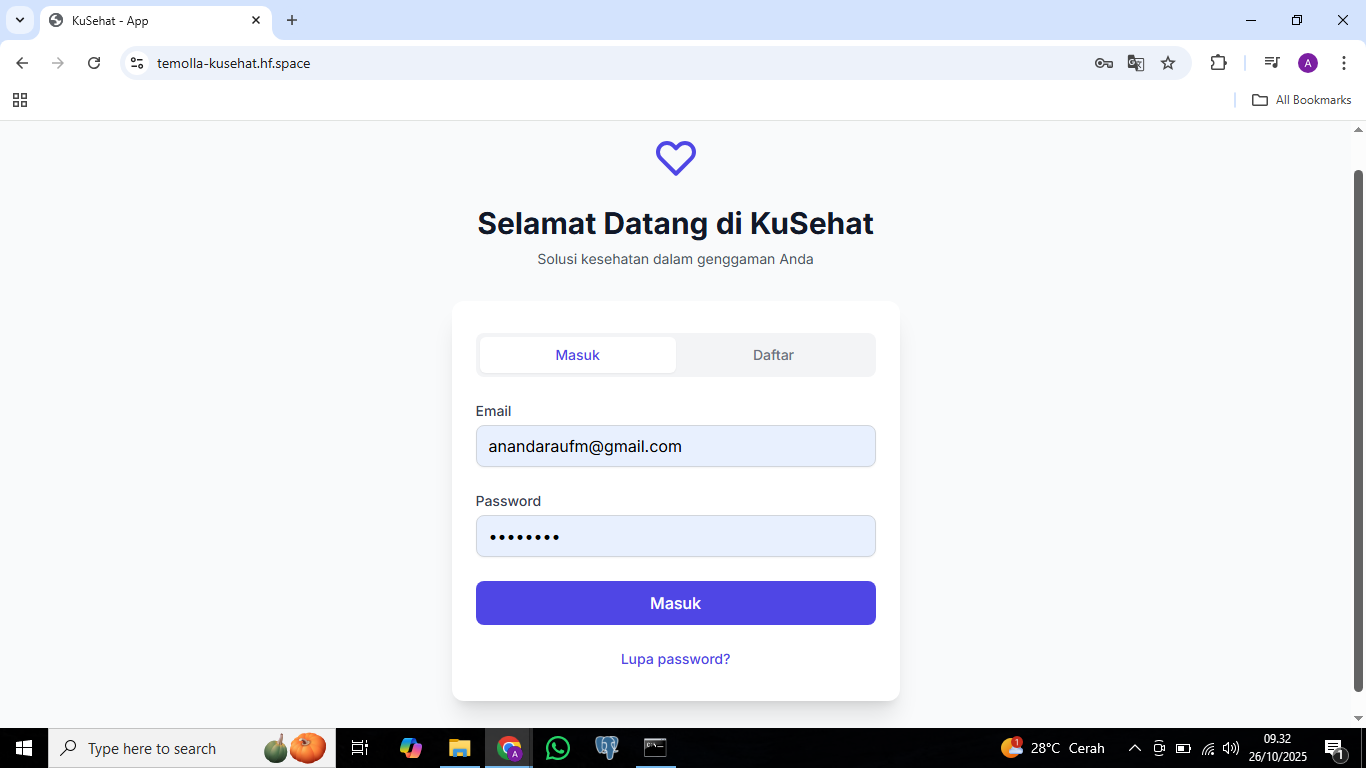 KuSehat - App
temolla-kusehat.hf.space
All Bookmarks
Selamat Datang di KuSehat
Solusi kesehatan dalam genggaman Anda
Masuk
Daftar
Email
anandaraufm@gmail.com
Password
••••••••
Masuk
Lupa password?
Type here to search
28°C Cerah
09.32
26/10/2025
A
A
1
1